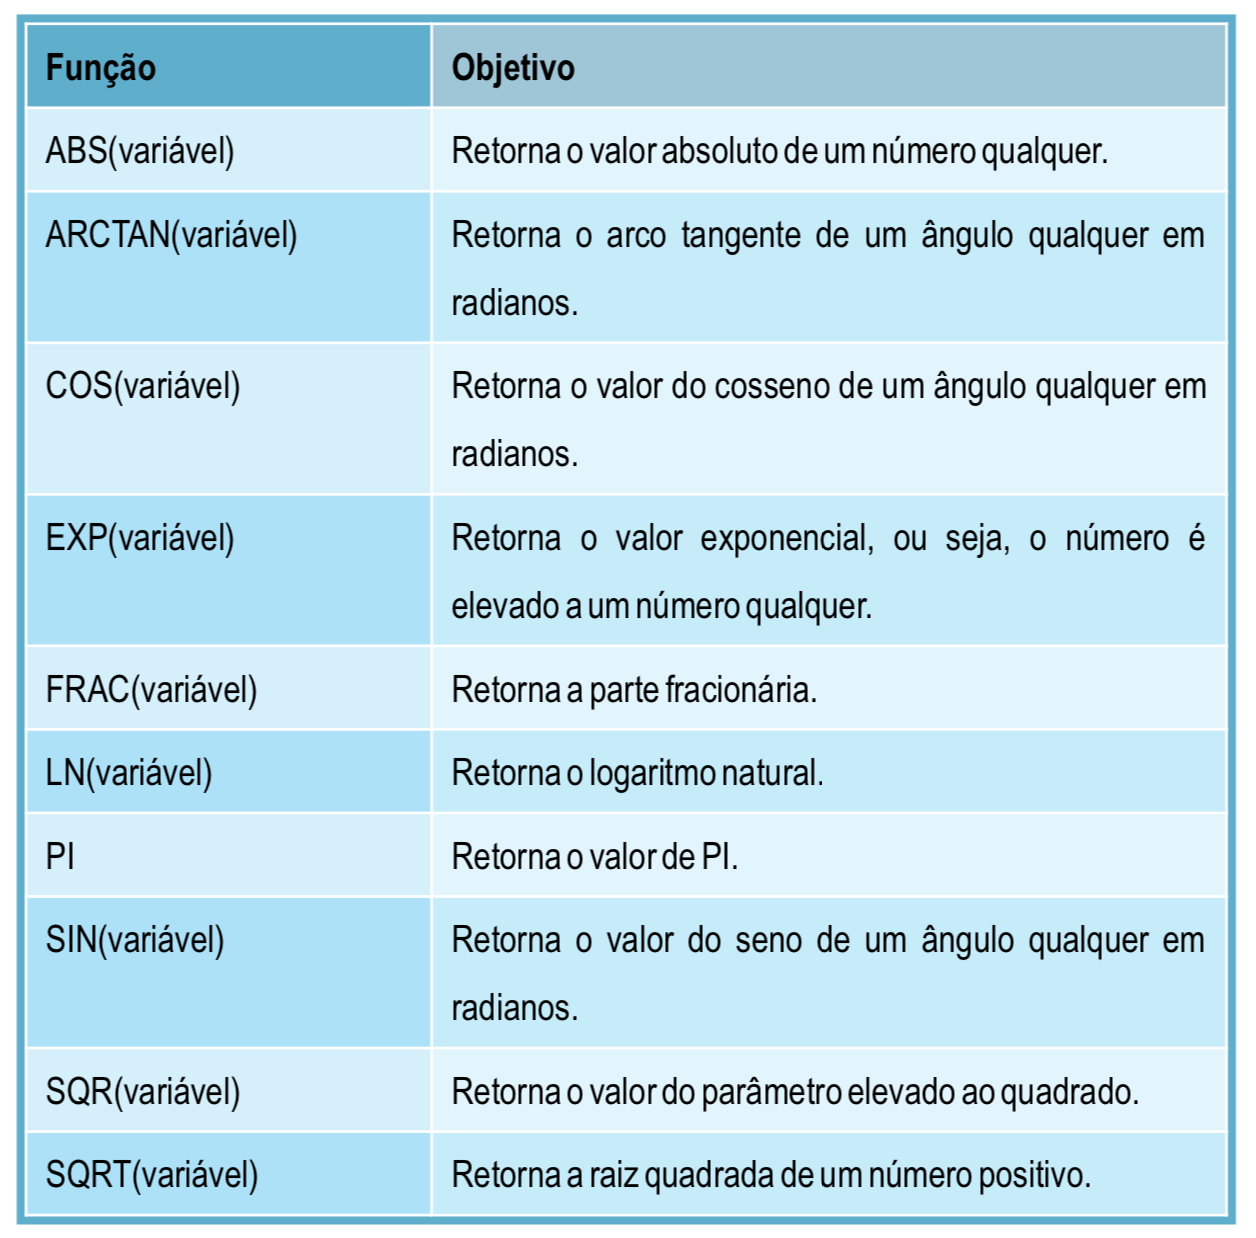 Função Objetivo
ABS(variável) Retorna o valor absoluto de um número qualquer.
ARCTAN(variável) Retorna o arco tangente de um ângulo qualquer em
radianos.
COS(variável) Retorna o valor do cosseno de um ângulo qualquer em
radianos.
EXP(variável) Retorna o valor exponencial, ou seja, o número é
elevado a um número qualquer.
FRAC(variável) Retorna a parte fracionária.
LN(variável) Retorna o logaritmo natural.
PI Retorna o valor de PI.
SIN(variável) Retorna o valor do seno de um ângulo qualquer em
radianos.
SQR(variável) Retorna o valor do parâmetro elevado ao quadrado.
SQRT(variável) Retorna a raiz quadrada de um número positivo.